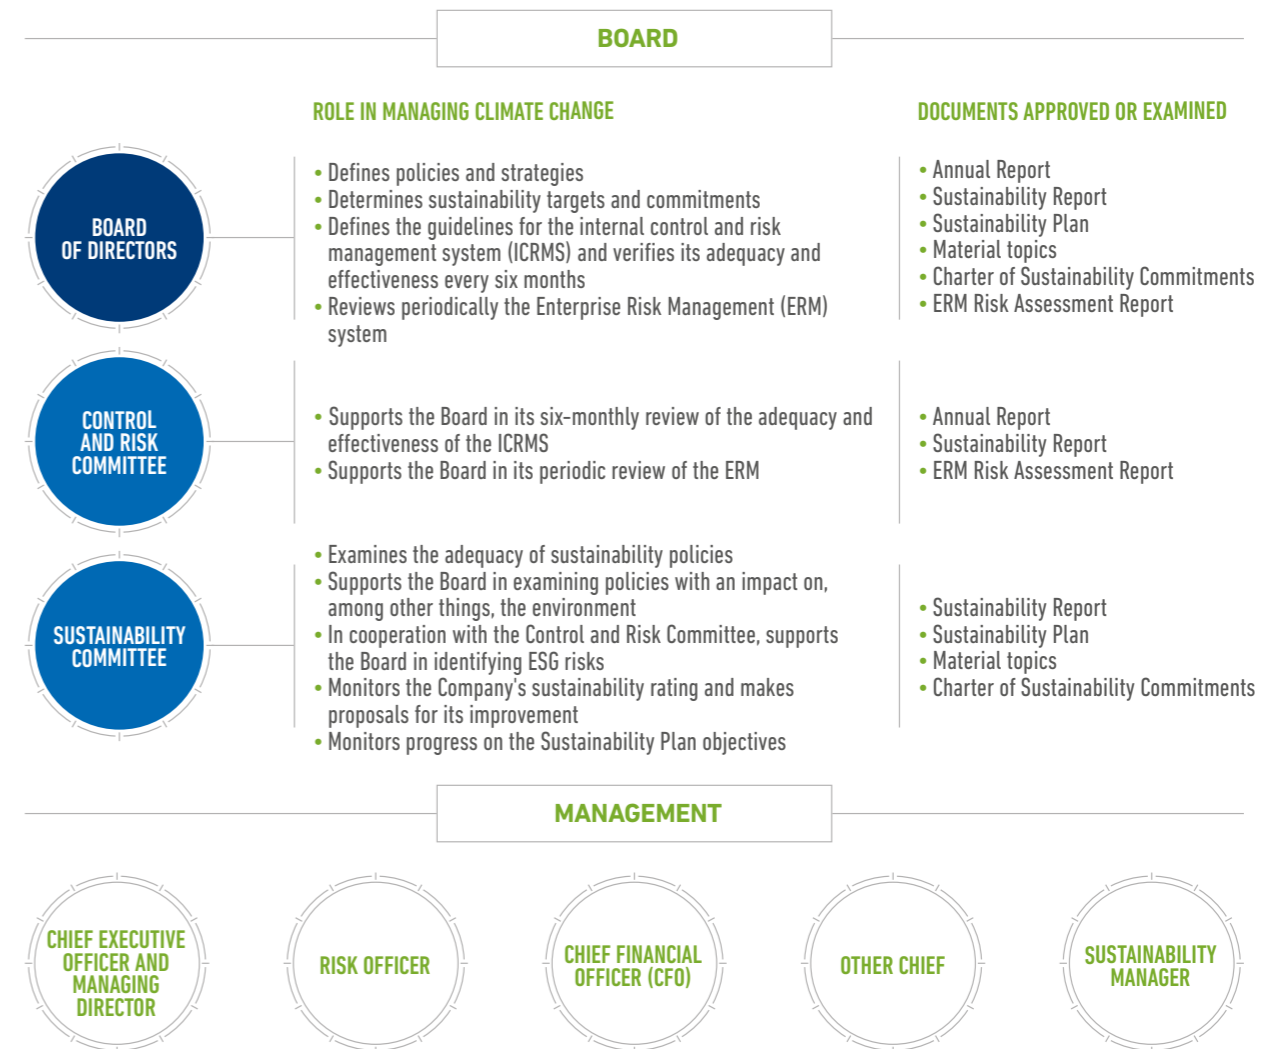 BOARD
ROLE IN MANAGING CLIMATE CHANGE
DOCUMENTS APPROVED OR EXAMINED
BOARD
OF DIRECTORS
• Defines policies and strategies
• Determines sustainability targets and commitments
• Defines the guidelines for the internal control and risk
management system (ICRMS) and verifies its adequacy and
effectiveness every six months
• Reviews periodically the Enterprise Risk Management (ERM)
system
• Annual Report
• Sustainability Report
• Sustainability Plan
• Material topics
• Charter of Sustainability Commitments
• ERM Risk Assessment Report
CONTROL
AND RISK
COMMITTEE
• Supports the Board in its six-monthly review of the adequacy and
effectiveness of the ICRMS
• Supports the Board in its periodic review of the ERM
• Annual Report
• Sustainability Report
• ERM Risk Assessment Report
SUSTAINABILITY
COMMITTEE
• Examines the adequacy of sustainability policies
• Supports the Board in examining policies with an impact on,
among other things, the environment
• In cooperation with the Control and Risk Committee, supports
the Board in identifying ESG risks
• Monitors the Company's sustainability rating and makes
proposals for its improvement
• Monitors progress on the Sustainability Plan objectives
• Sustainability Report
• Sustainability Plan
• Material topics
• Charter of Sustainability Commitments
MANAGEMENT
CHIEF EXECUTIVE
OFFICER AND
MANAGING
DIRECTOR
RISK OFFICER
CHIEF FINANCIAL
OFFICER (CFO)
OTHER CHIEF
SUSTAINABILITY
MANAGER